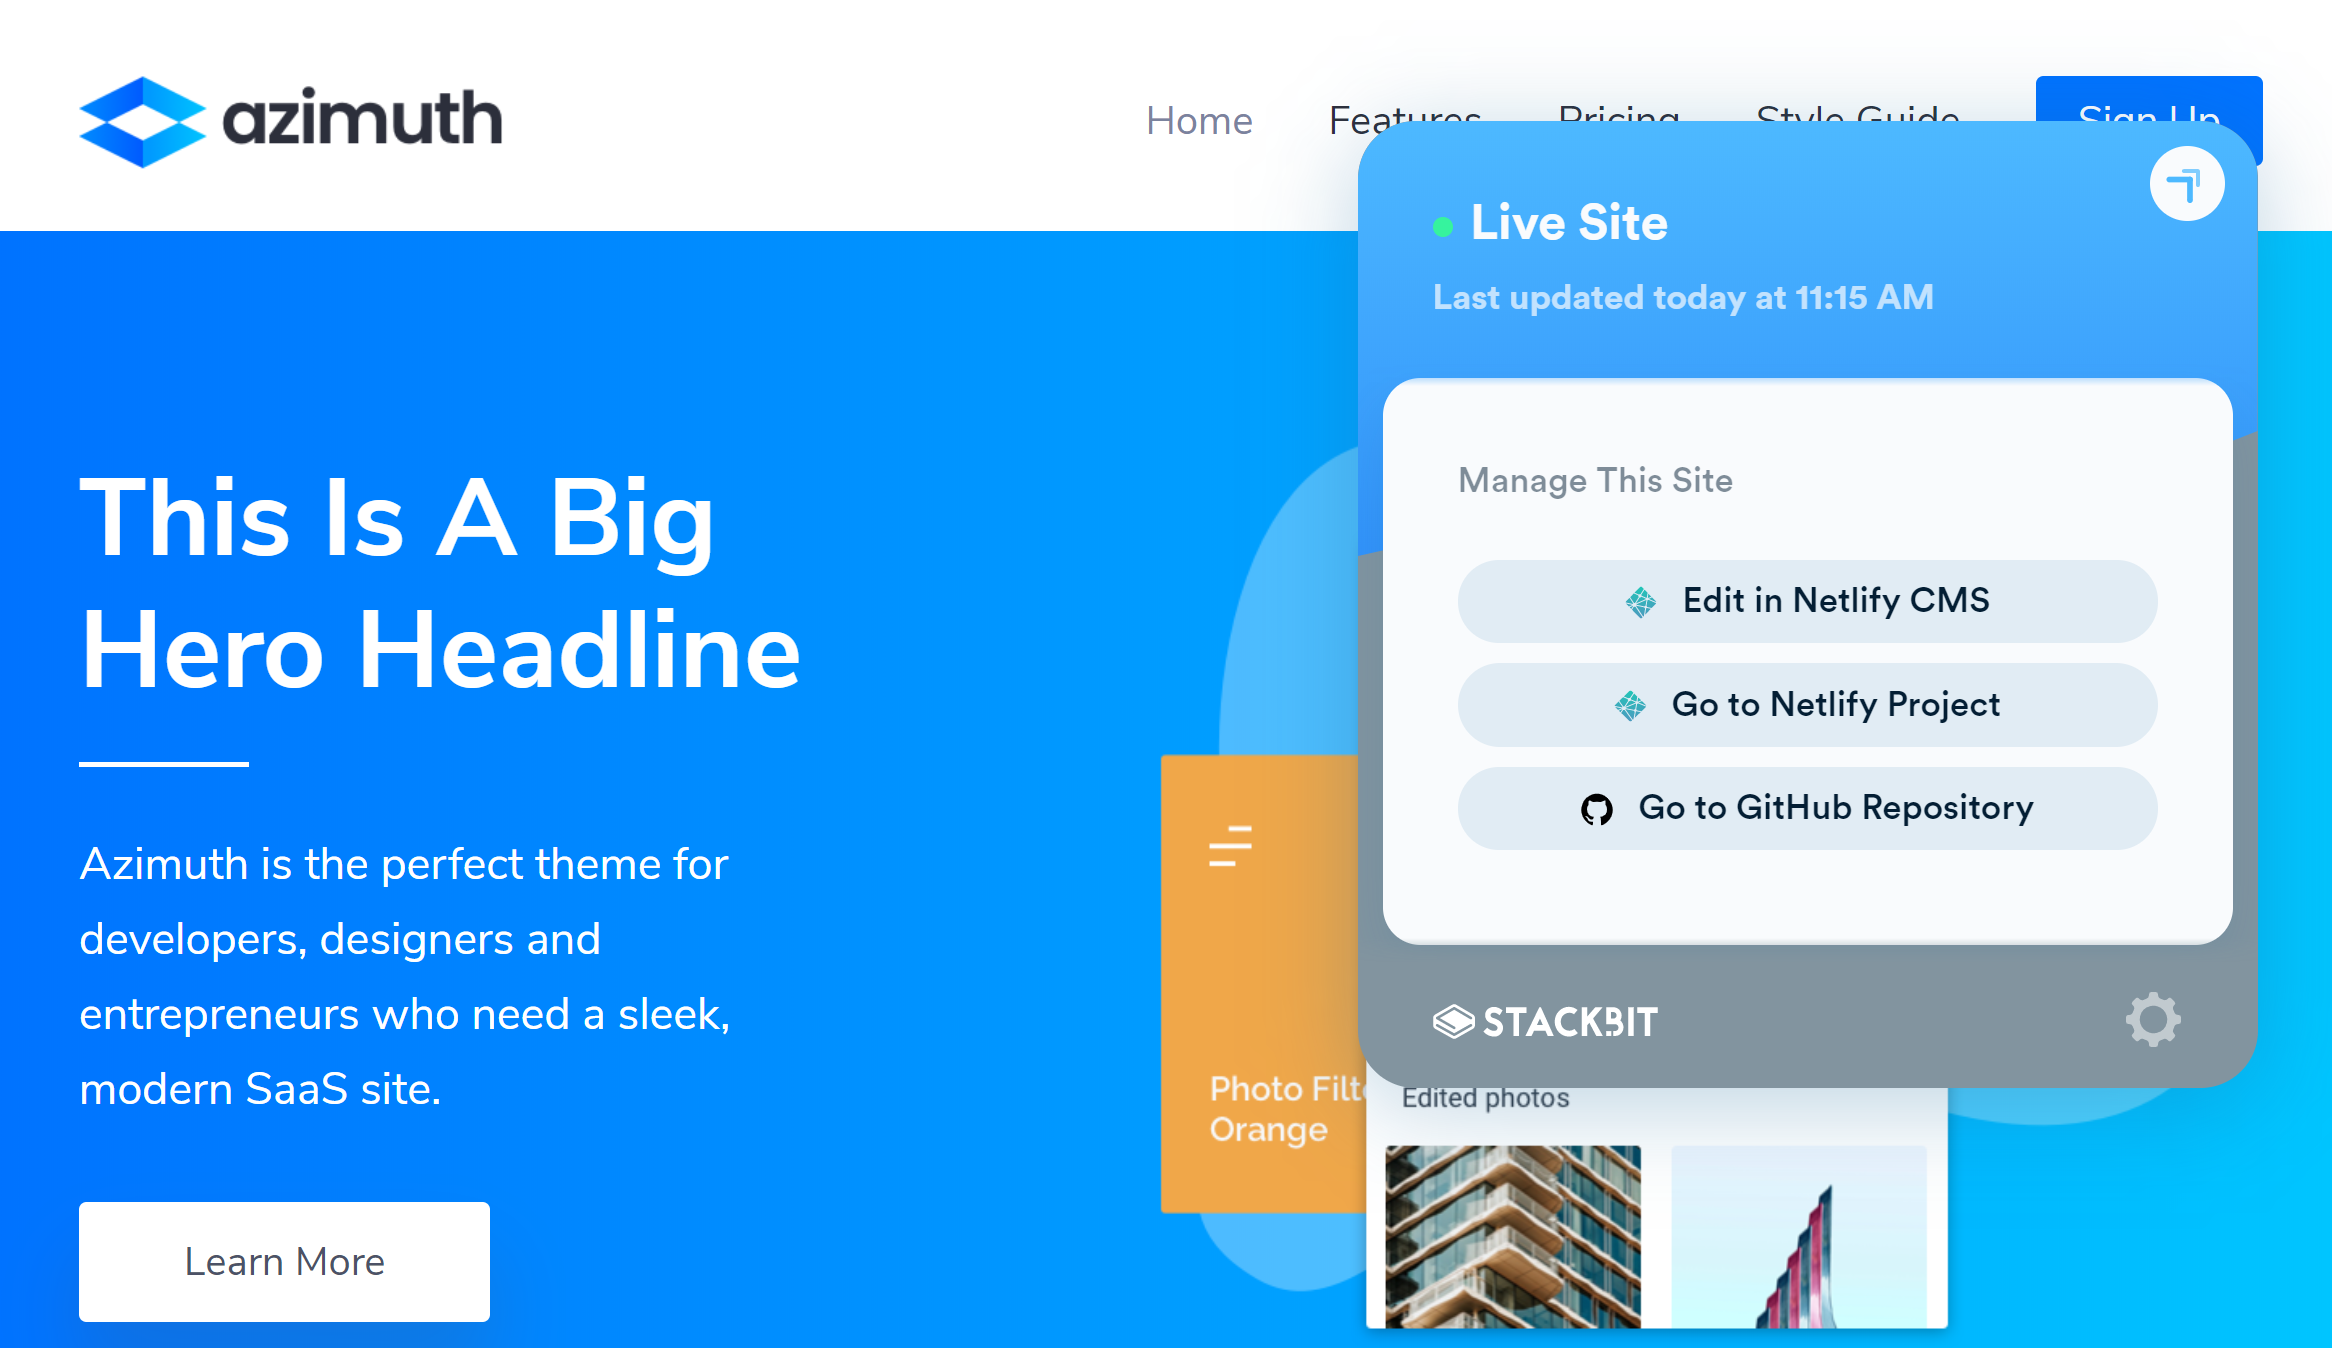 azimuth
Home Features Pricing Style Guide Sign Up
Live Site
Last updated today at 11:15 AM
Manage This Site
Edit in Netlify CMS
Go to Netlify Project
Go to GitHub Repository
STACKBIT
This Is A Big
Hero Headline
Azimuth is the perfect theme for
developers, designers and
entrepreneurs who need a sleek,
modern SaaS site.
Learn More
Photo
Orange
Edited photos